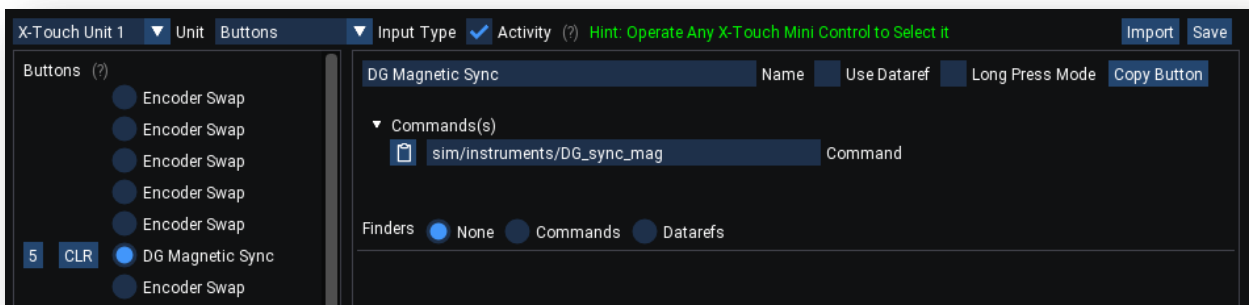 X-Touch Unit 1 Unit Buttons Input Type Activity (?) Hint: Operate Any X-Touch Mini Control to Select it Import Save
Buttons (?)
Encoder Swap
Encoder Swap
Encoder Swap
Encoder Swap
Encoder Swap
5 CLR DG Magnetic Sync
Encoder Swap
DG Magnetic Sync Name Use Dataref Long Press Mode Copy Button
Commands(s)
sim/instruments/DG_sync_mag Command
Finders None Commands Datarefs